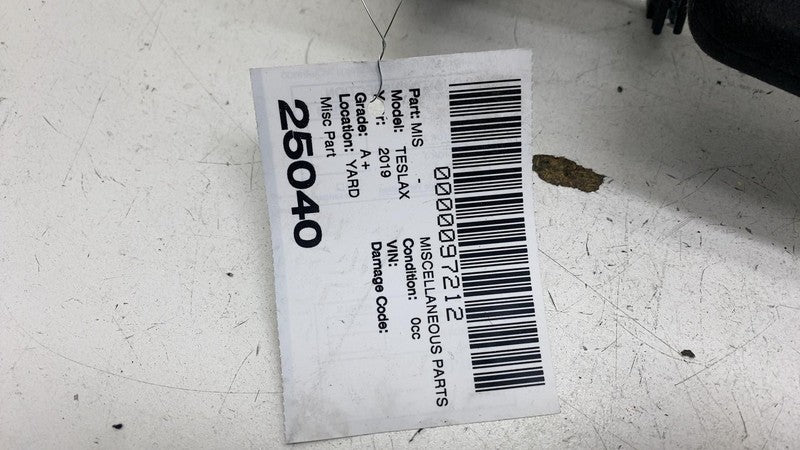 0000097212
Part: MIS - MISCELLANEOUS PARTS
Model: TESLAX Condition: 0cc
r: 2019 VIN:
Grade: A+ Damage Code:
Location: YARD
Misc Part
25040